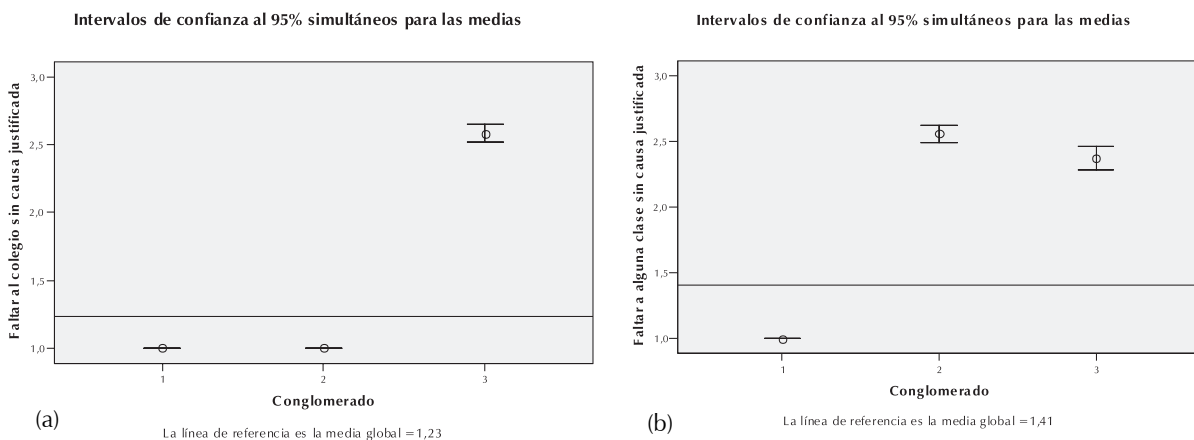 Intervalos de confianza al 95% simultáneos para las medias
Faltar al colegio sin causa justificada
3,0
2,5
2,0
1,5
1,0
1
2
3
Conglomerado
(a)
La línea de referencia es la media global =1,23
Intervalos de confianza al 95% simultáneos para las medias
Faltar a alguna clase sin causa justificada
3,0
2,5
2,0
1,5
1,0
1
2
3
Conglomerado
(b)
La línea de referencia es la media global =1,41